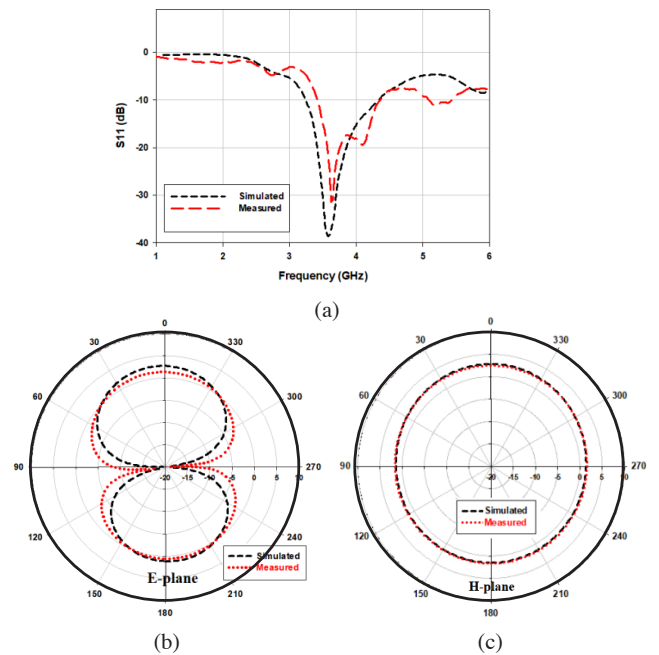 0
-10
-20
-30
-40
S11 (dB)
Simulated
Measured
1 2 3 4 5 6
Frequency (GHz)
(a)
0
30 330
60 300
90 270
-20 -15 -10 -5 0 5 10
120 240
150 210
180
Simulated
Measured
E-plane
(b)
0
30 330
60 300
90 270
-20 -15 -10 -5 0 5 10
120 240
150 210
180
Simulated
Measured
H-plane
(c)